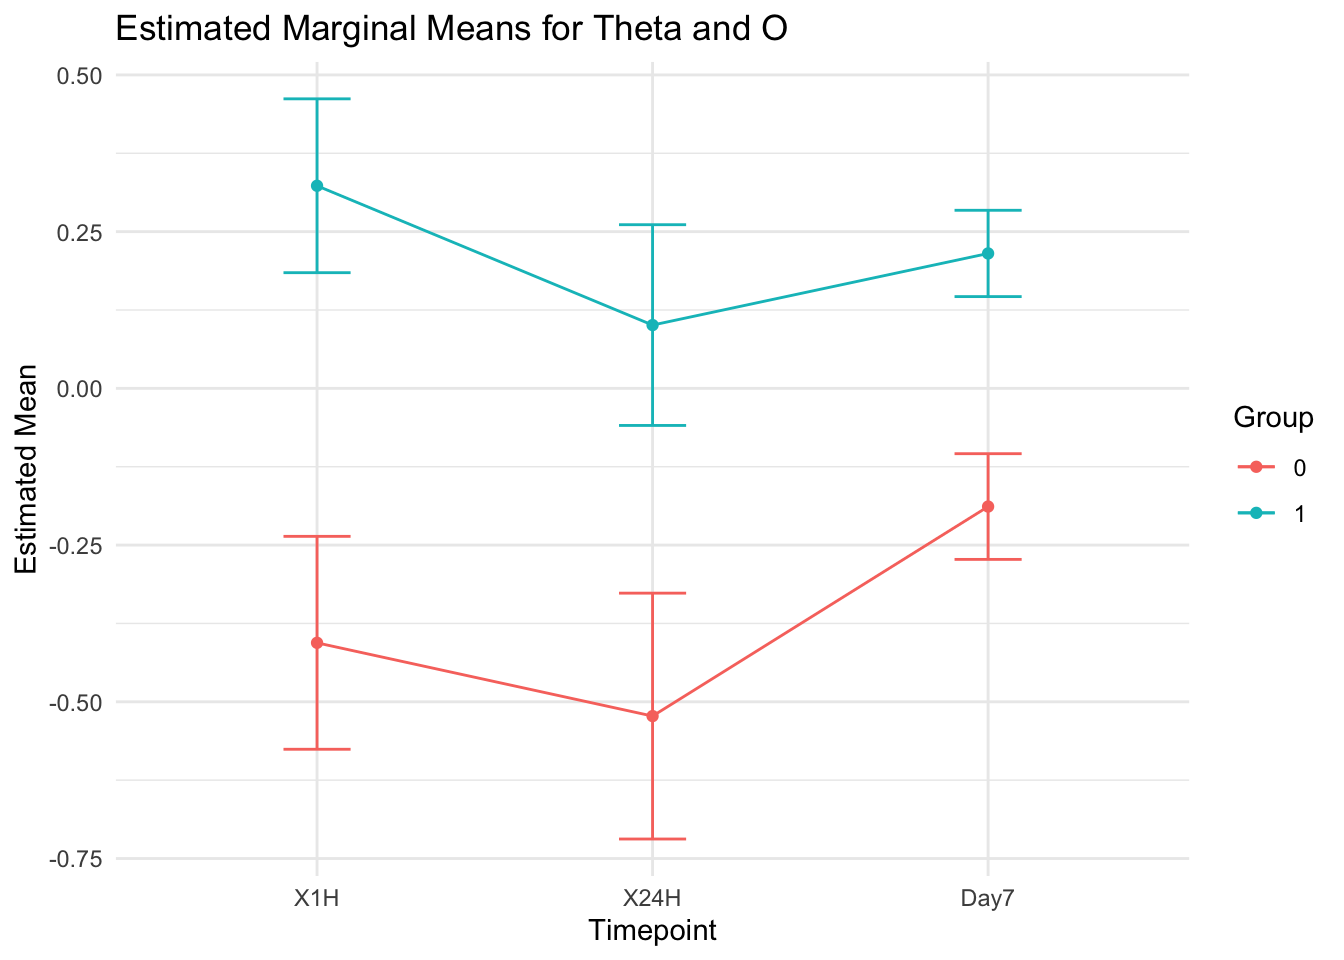 Estimated Marginal Means for Theta and O
Estimated Mean
0.50
0.25
0.00
-0.25
-0.50
-0.75
X1H
X24H
Day7
Timepoint
Group
0
1